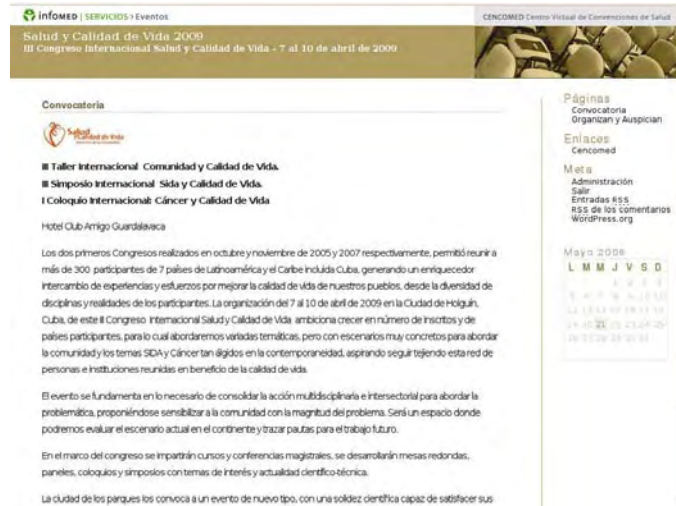 infOMED | SERVICIOS > Eventos
CENCOMED Centro Virtual de Convenciones de Salud
Salud y Calidad de Vida 2009
III Congreso Internacional Salud y Calidad de Vida - 7 al 10 de abril de 2009
Convocatoria
Salud
Calidad de Vida
III Taller Internacional Comunidad y Calidad de Vida.
III Simposio Internacional Sida y Calidad de Vida.
I Coloquio Internacional: Cáncer y Calidad de Vida
Hotel Club Amigo Guardalavaca
Los dos primeros Congresos realizados en octubre y noviembre de 2005 y 2007 respectivamente, permitió reunir a
más de 300 participantes de 7 países de Latinoamérica y el Caribe incluida Cuba, generando un enriquecedor
intercambio de experiencias y esfuerzos por mejorar la calidad de vida de nuestros pueblos, desde la diversidad de
disciplinas y realidades de los participantes. La organización del 7 al 10 de abril de 2009 en la Ciudad de Holguín,
Cuba, de este III Congreso Internacional Salud y Calidad de Vida ambiciona crecer en número de inscritos y de
países participantes, para lo cual abordaremos variadas temáticas, pero con escenarios muy concretos para abordar
la comunidad y los temas SIDA y Cáncer tan álgidos en la contemporaneidad, aspirando seguir tejiendo esta red de
personas e instituciones reunidas en beneficio de la calidad de vida.
El evento se fundamenta en lo necesario de consolidar la acción multidisciplinaria e intersectorial para abordar la
problemática, proponiéndose sensibilizar a la comunidad con la magnitud del problema. Será un espacio donde
podremos evaluar el escenario actual en el continente y trazar pautas para el trabajo futuro.
En el marco del congreso se impartirán cursos y conferencias magistrales, se desarrollarán mesas redondas,
paneles, coloquios y simposios con temas de interés y actualidad científico-técnica.
La ciudad de los parques los convoca a un evento de nuevo tipo, con una solidez científica capaz de satisfacer sus
Páginas
Convocatoria
Organizan y Auspician
Enlaces
Cencomed
Meta
Administración
Salir
Entradas RSS
RSS de los comentarios
WordPress.org
Mayo 2008
L M M J V S D
21